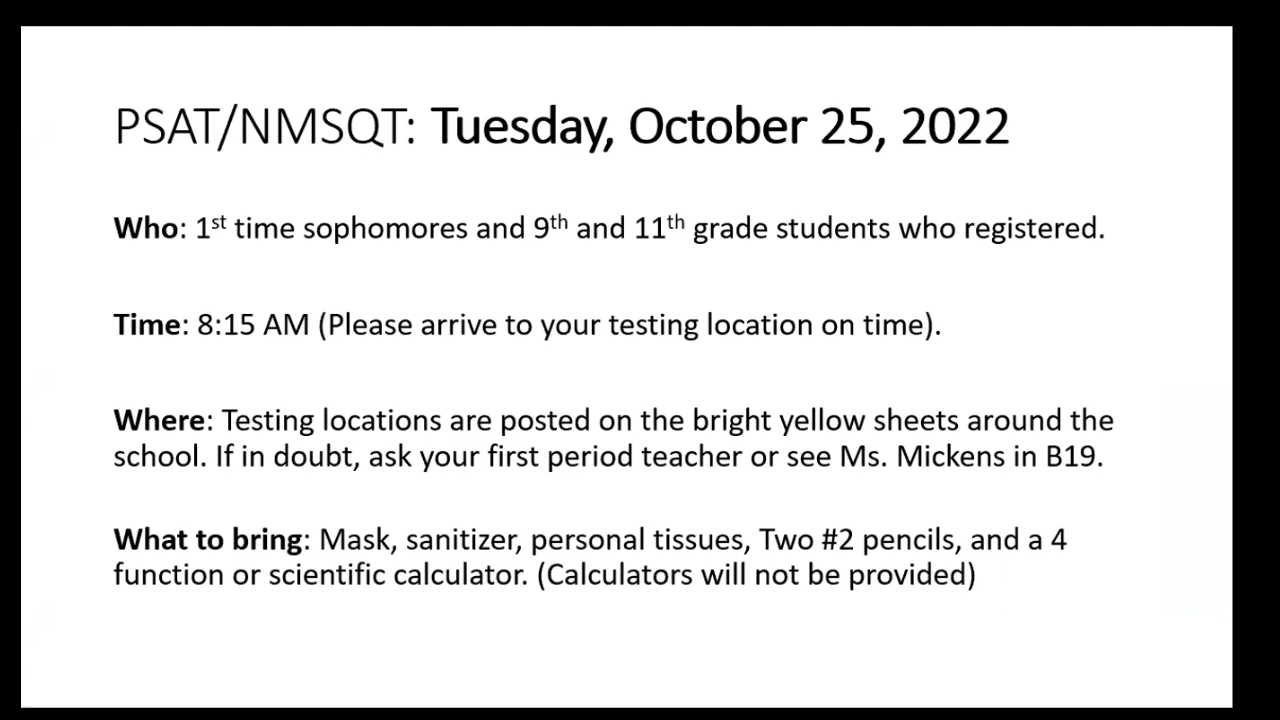 PSAT/NMSQT: Tuesday, October 25, 2022
Who: 1st time sophomores and 9th and 11th grade students who registered.
Time: 8:15 AM (Please arrive to your testing location on time).
Where: Testing locations are posted on the bright yellow sheets around the
school. If in doubt, ask your first period teacher or see Ms. Mickens in B19.
What to bring: Mask, sanitizer, personal tissues, Two #2 pencils, and a 4
function or scientific calculator. (Calculators will not be provided)